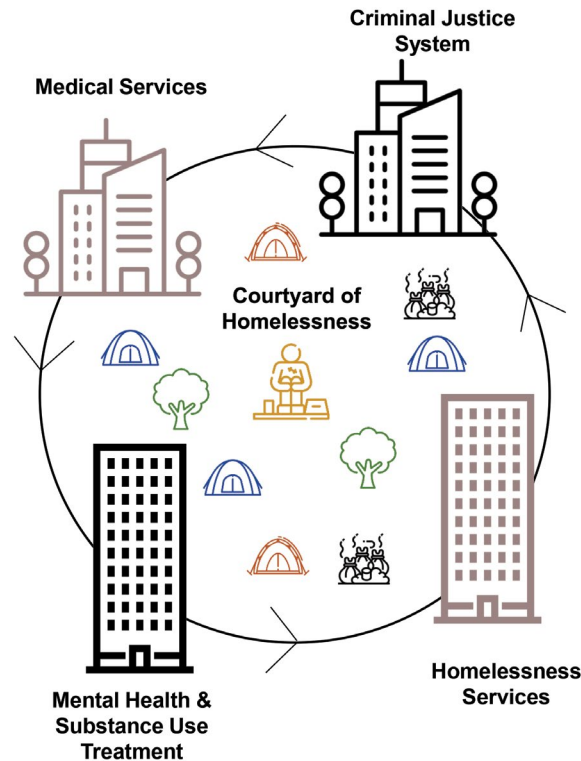 Criminal Justice
System
Medical Services
Courtyard of
Homelessness
Homelessness
Services
Mental Health &
Substance Use
Treatment